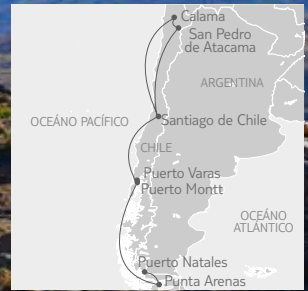 Calama
San Pedro
de Atacama
ARGENTINA
OCEÁNO PACÍFICO
Santiago de Chile
CHILE
Puerto Varas
Puerto Montt
OCEÁNO
ATLÁNTICO
Puerto Natales
Punta Arenas